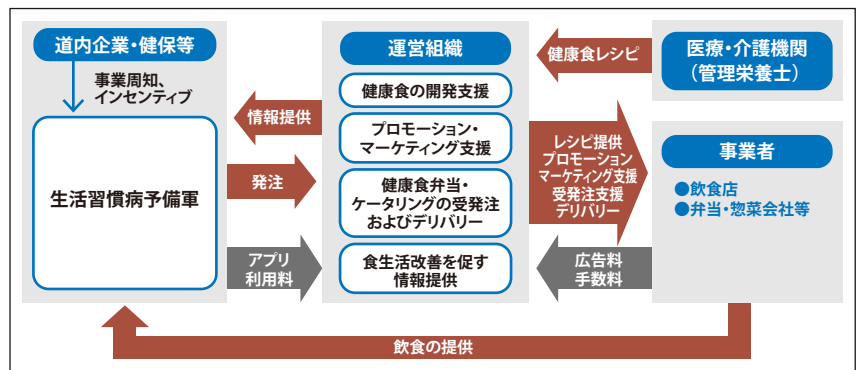 道内企業・健保等
事業周知、
インセンティブ
生活習慣病予備軍
情報提供
発注
アプリ
利用料
運営組織
健康食の開発支援
プロモーション・
マーケティング支援
健康食弁当・
ケータリングの受発注
およびデリバリー
食生活改善を促す
情報提供
健康食レシピ
レシピ提供
プロモーション
マーケティング支援
受発注支援
デリバリー
広告料
手数料
医療・介護機関
(管理栄養士)
事業者
●飲食店
●弁当・惣菜会社等
飲食の提供